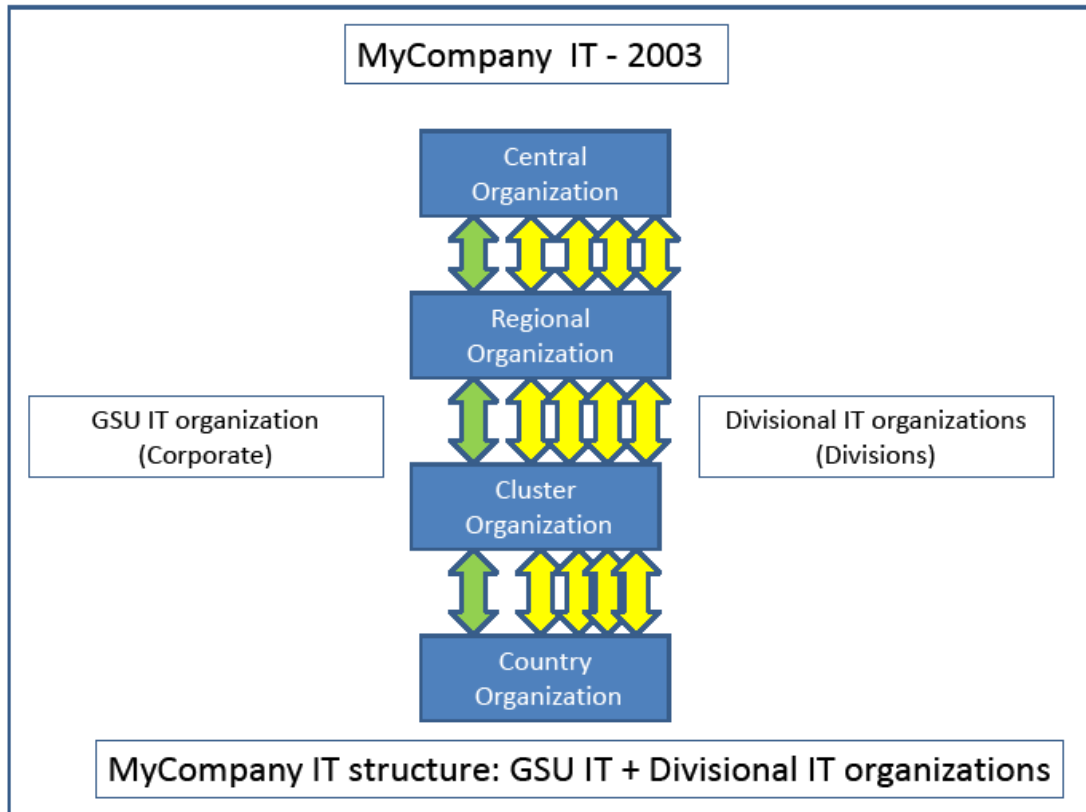 MyCompany IT - 2003
Central
Organization
Regional
Organization
GSU IT organization
(Corporate)
Divisional IT organizations
(Divisions)
Cluster
Organization
Country
Organization
MyCompany IT structure: GSU IT + Divisional IT organizations